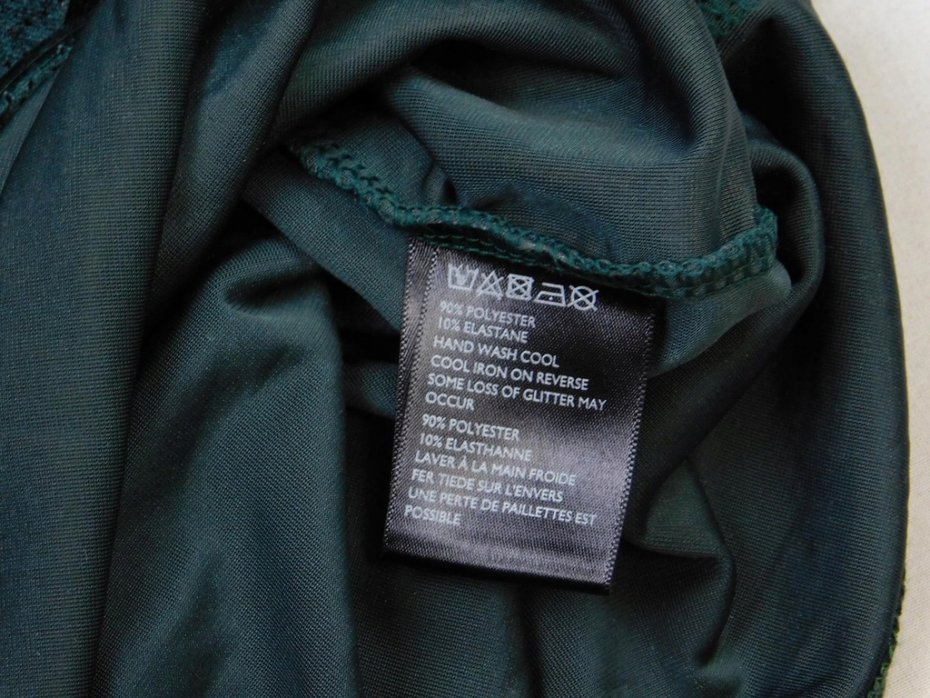 90% POLYESTER
10% ELASTANE
HAND WASH COOL
COOL IRON ON REVERSE
SOME LOSS OF GLITTER MAY
OCCUR
90% POLYESTER
10% ELASTHANNE
LAVER À LA MAIN FROIDE
FER TIEDE SUR L'ENVERS
UNE PERTE DE PAILLETTES EST
POSSIBLE